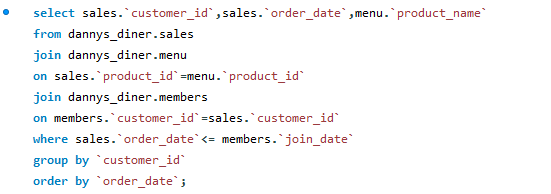 select sales.`customer_id`,sales.`order_date`,menu.`product_name`
from dannys_diner.sales
join dannys_diner.menu
on sales.`product_id`=menu.`product_id`
join dannys_diner.members
on members.`customer_id`=sales.`customer_id`
where sales.`order_date`<= members.`join_date`
group by `customer_id`
order by `order_date`;